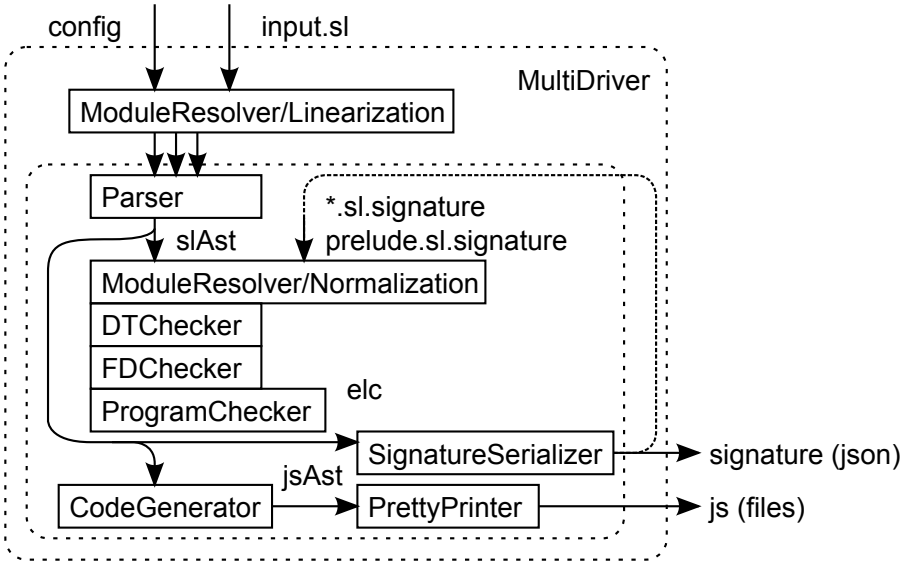 config
input.sl
MultiDriver
ModuleResolver/Linearization
Parser
*.sl.signature
slAst
prelude.sl.signature
ModuleResolver/Normalization
DTChecker
FDChecker
elc
ProgramChecker
SignatureSerializer
signature (json)
jsAst
CodeGenerator
PrettyPrinter
js (files)